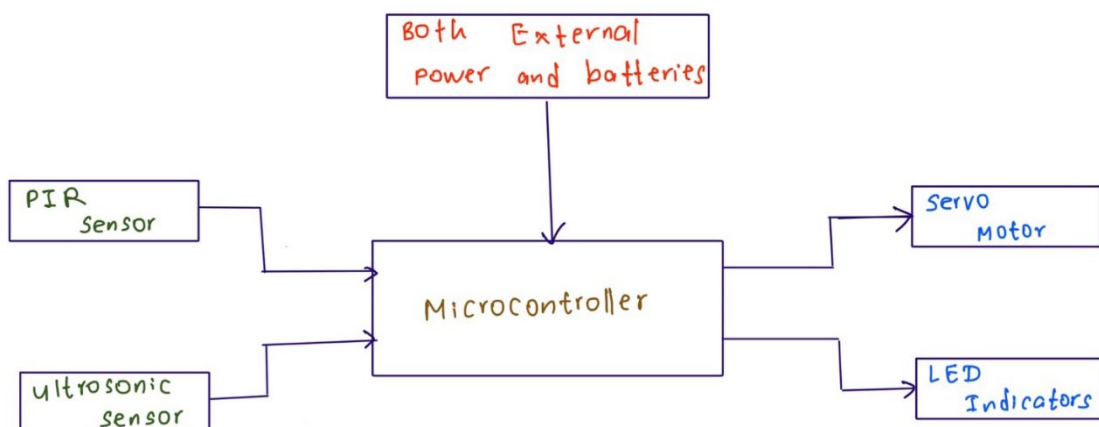 Both External
power and batteries
PIR
sensor
Servo
Motor
Microcontroller
ultrosonic
sensor
LED
Indicators